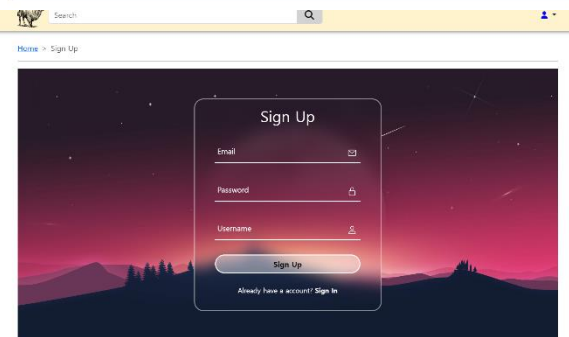 Search
Home > Sign Up
Sign Up
Email
Password
Username
Sign Up
Already have a account? Sign In